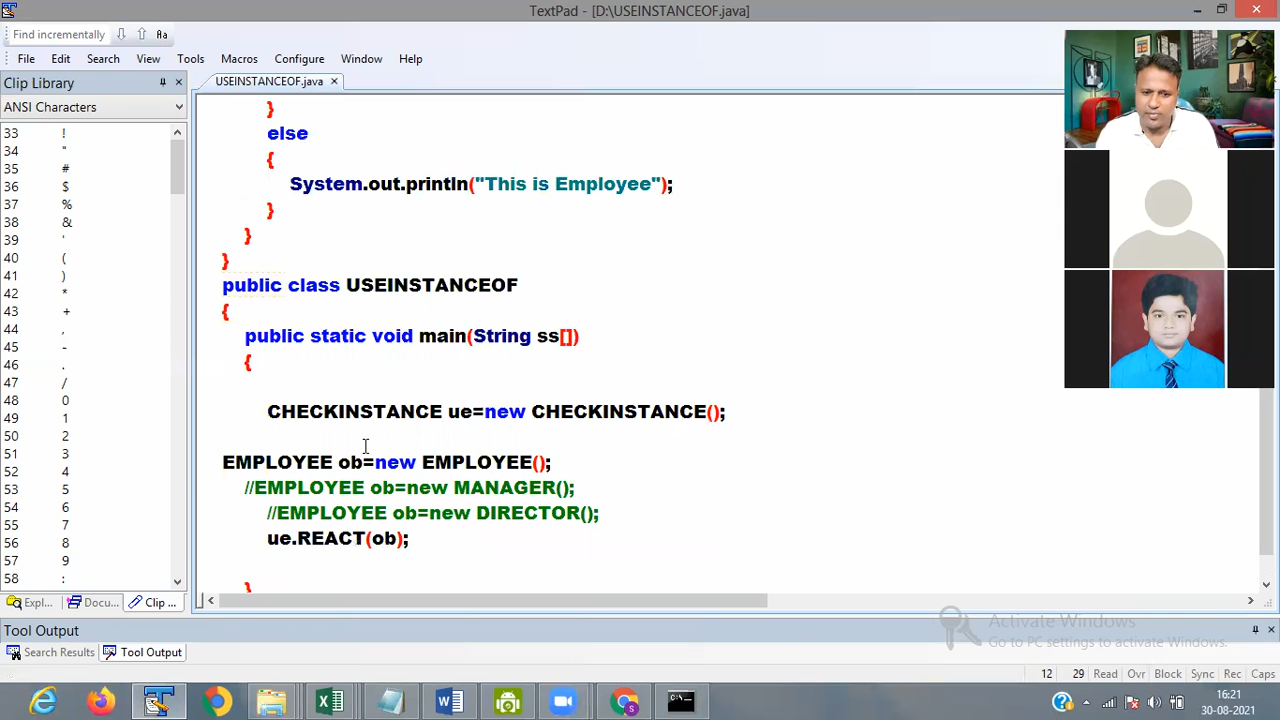 TextPad - [D:\USEINSTANCEOF.java]
Find incrementally
Aa
File Edit Search View Tools Macros Configure Window Help
Clip Library
USEINSTANCEOF.java
ANSI Characters
33 !
34 "
35 #
36 $
37 %
38 &
39 '
40 (
41 )
42 *
43 +
44 ,
45 -
46 .
47 /
48 0
49 1
50 2
51 3
52 4
53 5
54 6
55 7
56 8
57 9
58 :
}
else
{
System.out.println("This is Employee");
}
}
}
public class USEINSTANCEOF
{
public static void main(String ss[])
{
CHECKINSTANCE ue=new CHECKINSTANCE();
EMPLOYEE ob=new EMPLOYEE();
//EMPLOYEE ob=new MANAGER();
//EMPLOYEE ob=new DIRECTOR();
ue.REACT(ob);
}
Expl... Docu... Clip ...
Activate Windows
Go to PC settings to activate Windows.
Tool Output
Search Results Tool Output
12 29 Read Ovr Block Sync Rec Caps
16:21
30-08-2021